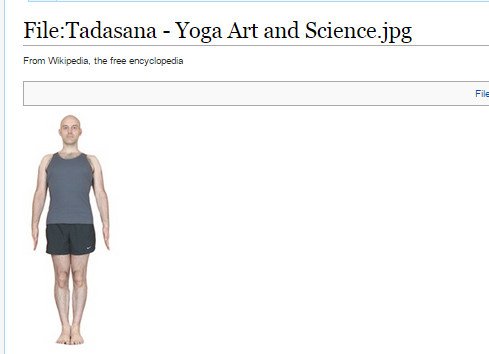 File:Tadasana - Yoga Art and Science.jpg
From Wikipedia, the free encyclopedia
File